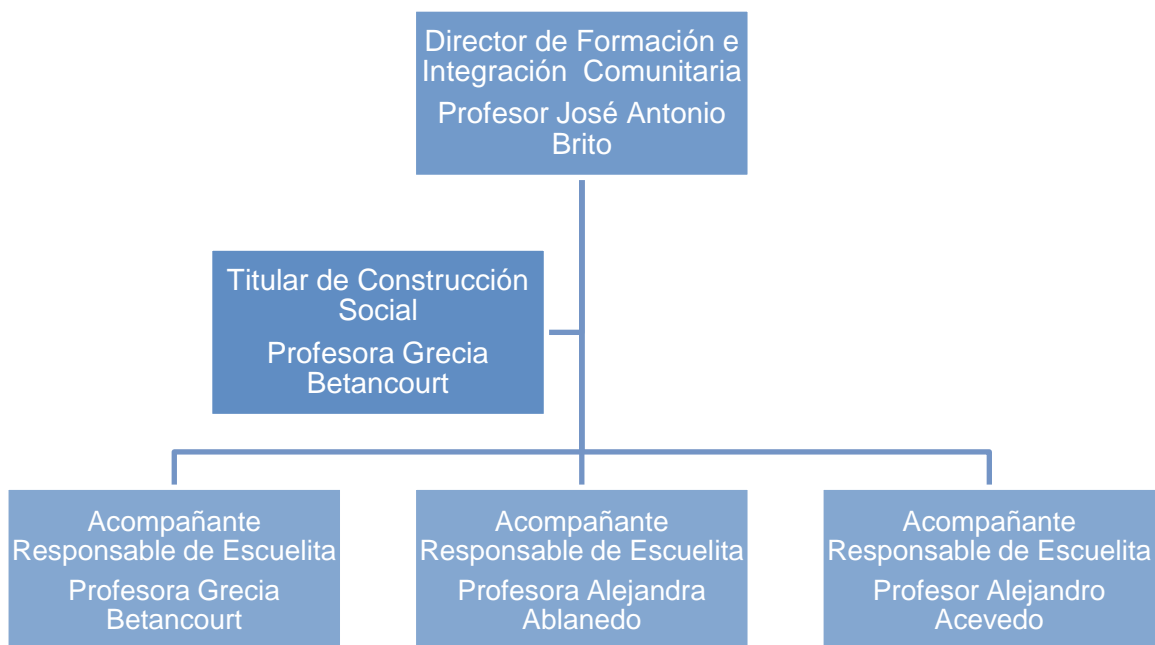 Director de Formación e
Integración Comunitaria
Profesor José Antonio
Brito
Titular de Construcción
Social
Profesora Grecia
Betancourt
Acompañante
Responsable de Escuelita
Profesora Grecia
Betancourt
Acompañante
Responsable de Escuelita
Profesora Alejandra
Ablanedo
Acompañante
Responsable de Escuelita
Profesor Alejandro
Acevedo